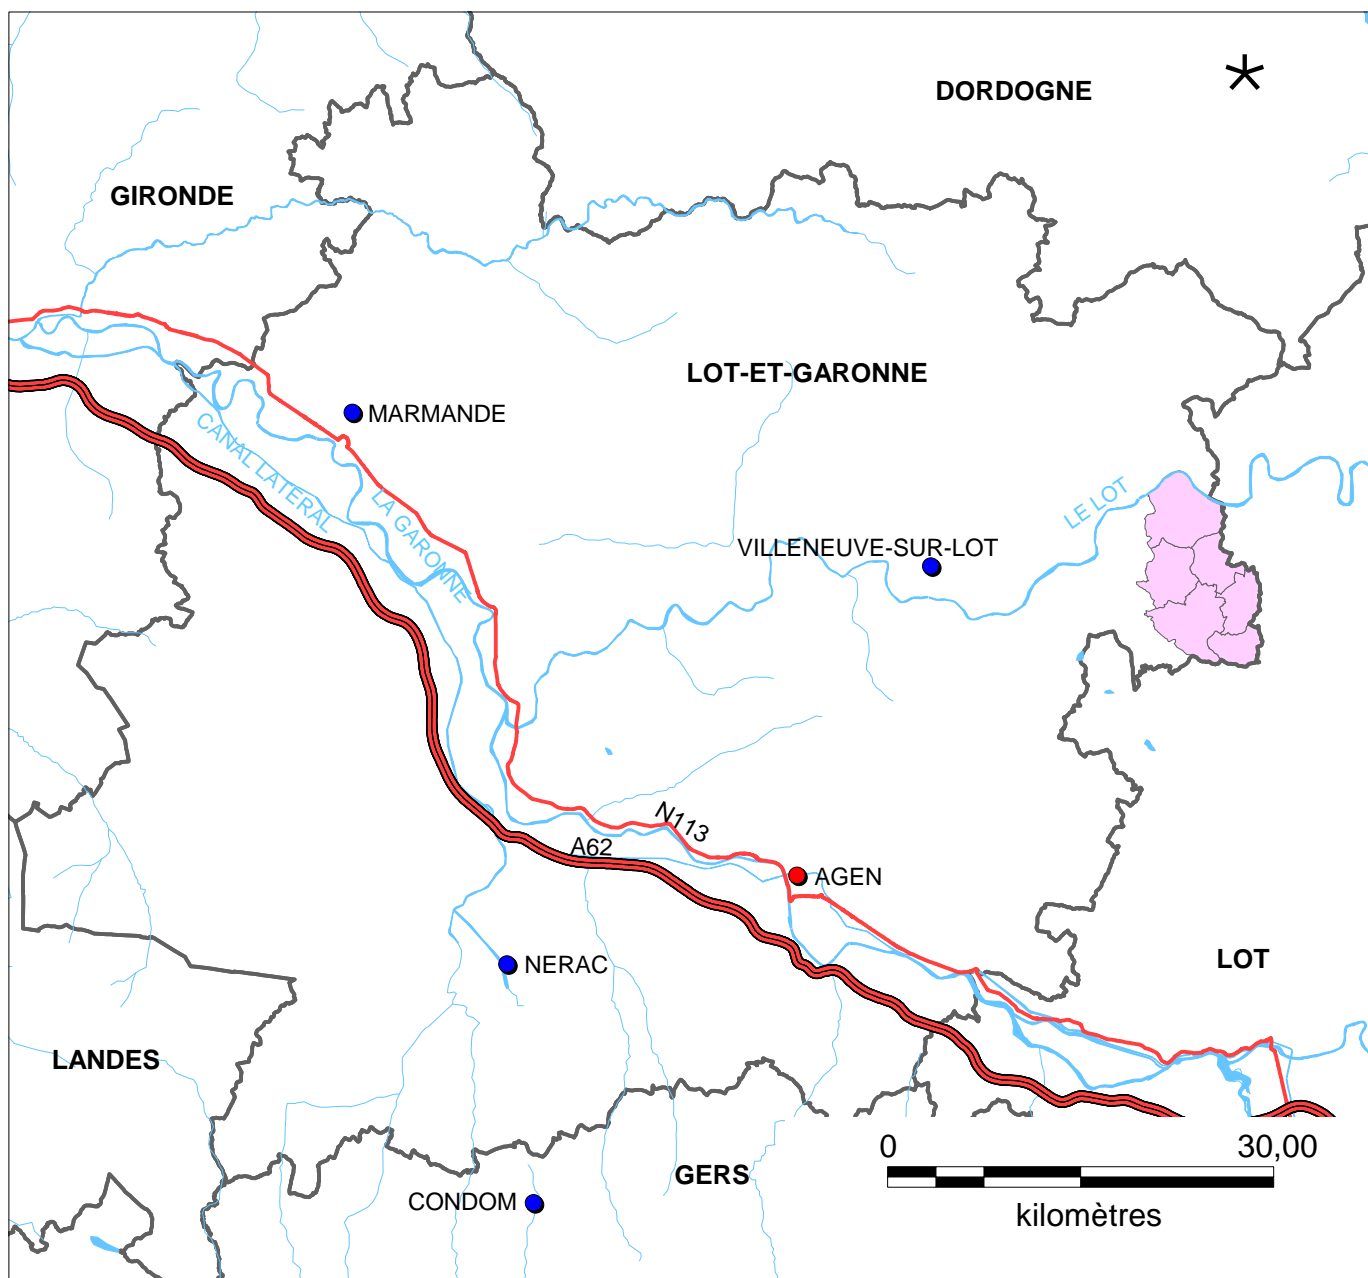 DORDOGNE
GIRONDE
LOT-ET-GARONNE
MARMANDE
CANAL LATERAL
LA GARONNE
LE LOT
VILLENEUVE-SUR-LOT
N113
A62
AGEN
NERAC
LOT
LANDES
GERS
CONDOM
0 30,00
kilomètres